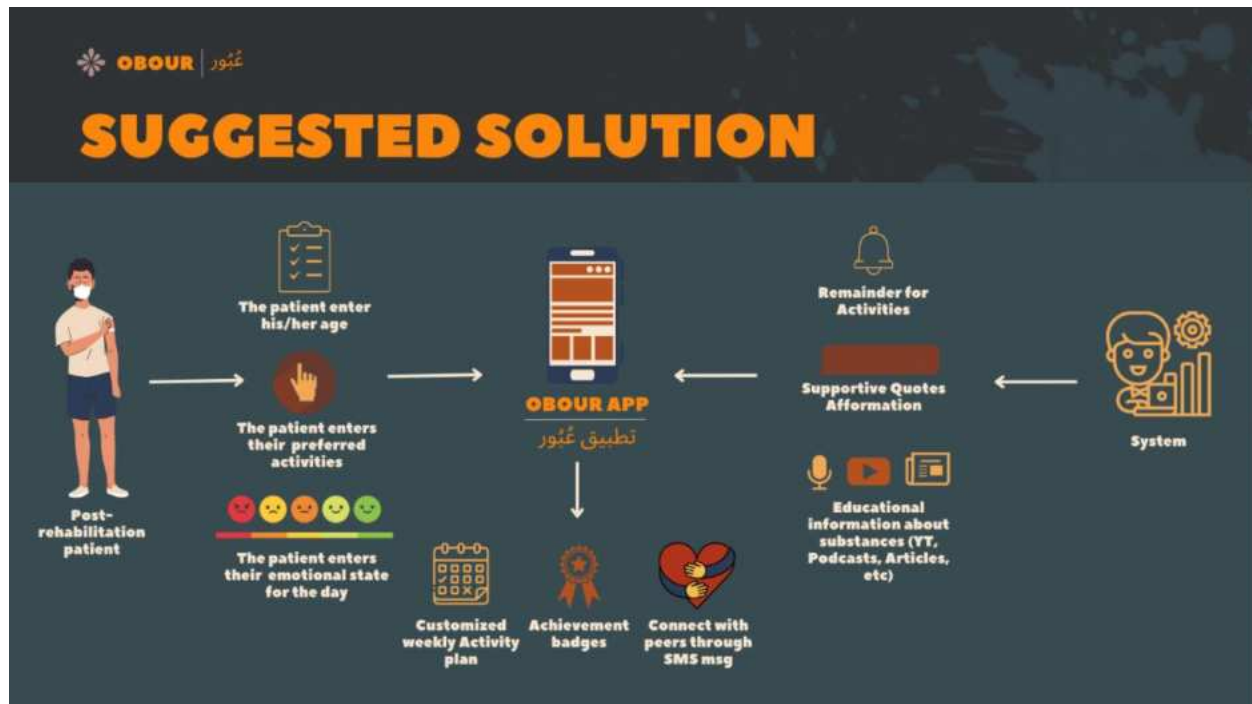 OBOUR | عُبُور
SUGGESTED SOLUTION
Post-
rehabilitation
patient
The patient enter
his/her age
The patient enters
their preferred
activities
The patient enters
their emotional state
for the day
OBOUR APP
تطبيق عُبُور
Customized
weekly Activity
plan
Achievement
badges
Connect with
peers through
SMS msg
Remainder for
Activities
Supportive Quotes
Afformation
Educational
information about
substances (YT,
Podcasts, Articles,
etc)
System